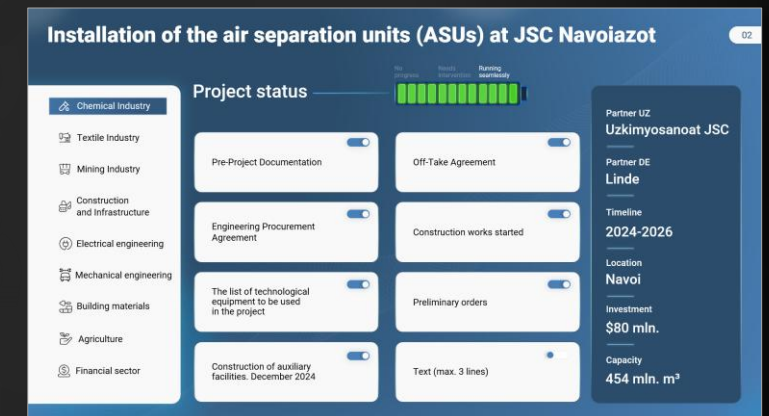 Installation of the air separation units (ASUs) at JSC Navoiazot
02
Chemical Industry
Textile Industry
Mining Industry
Construction
and Infrastructure
Electrical engineering
Mechanical engineering
Building materials
Agriculture
Financial sector
Project status
No
progress
Needs
intervention
Running
seamlessly
Pre-Project Documentation
Off-Take Agreement
Engineering Procurement
Agreement
Construction works started
The list of technological
equipment to be used
in the project
Preliminary orders
Construction of auxiliary
facilities. December 2024
Text (max. 3 lines)
Partner UZ
Uzkimyosanoat JSC
Partner DE
Linde
Timeline
2024-2026
Location
Navoi
Investment
$80 mln.
Capacity
454 mln. m³